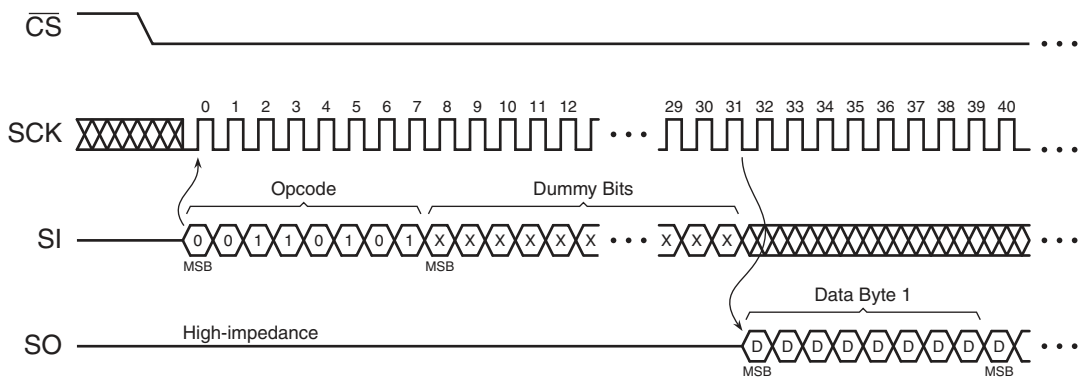 CS
0 1 2 3 4 5 6 7 8 9 10 11 12 29 30 31 32 33 34 35 36 37 38 39 40
SCK
Opcode Dummy Bits
SI 0 0 1 1 0 1 0 1 X X X X X X X X X
MSB MSB
Data Byte 1
High-impedance
SO D D D D D D D D D
MSB MSB